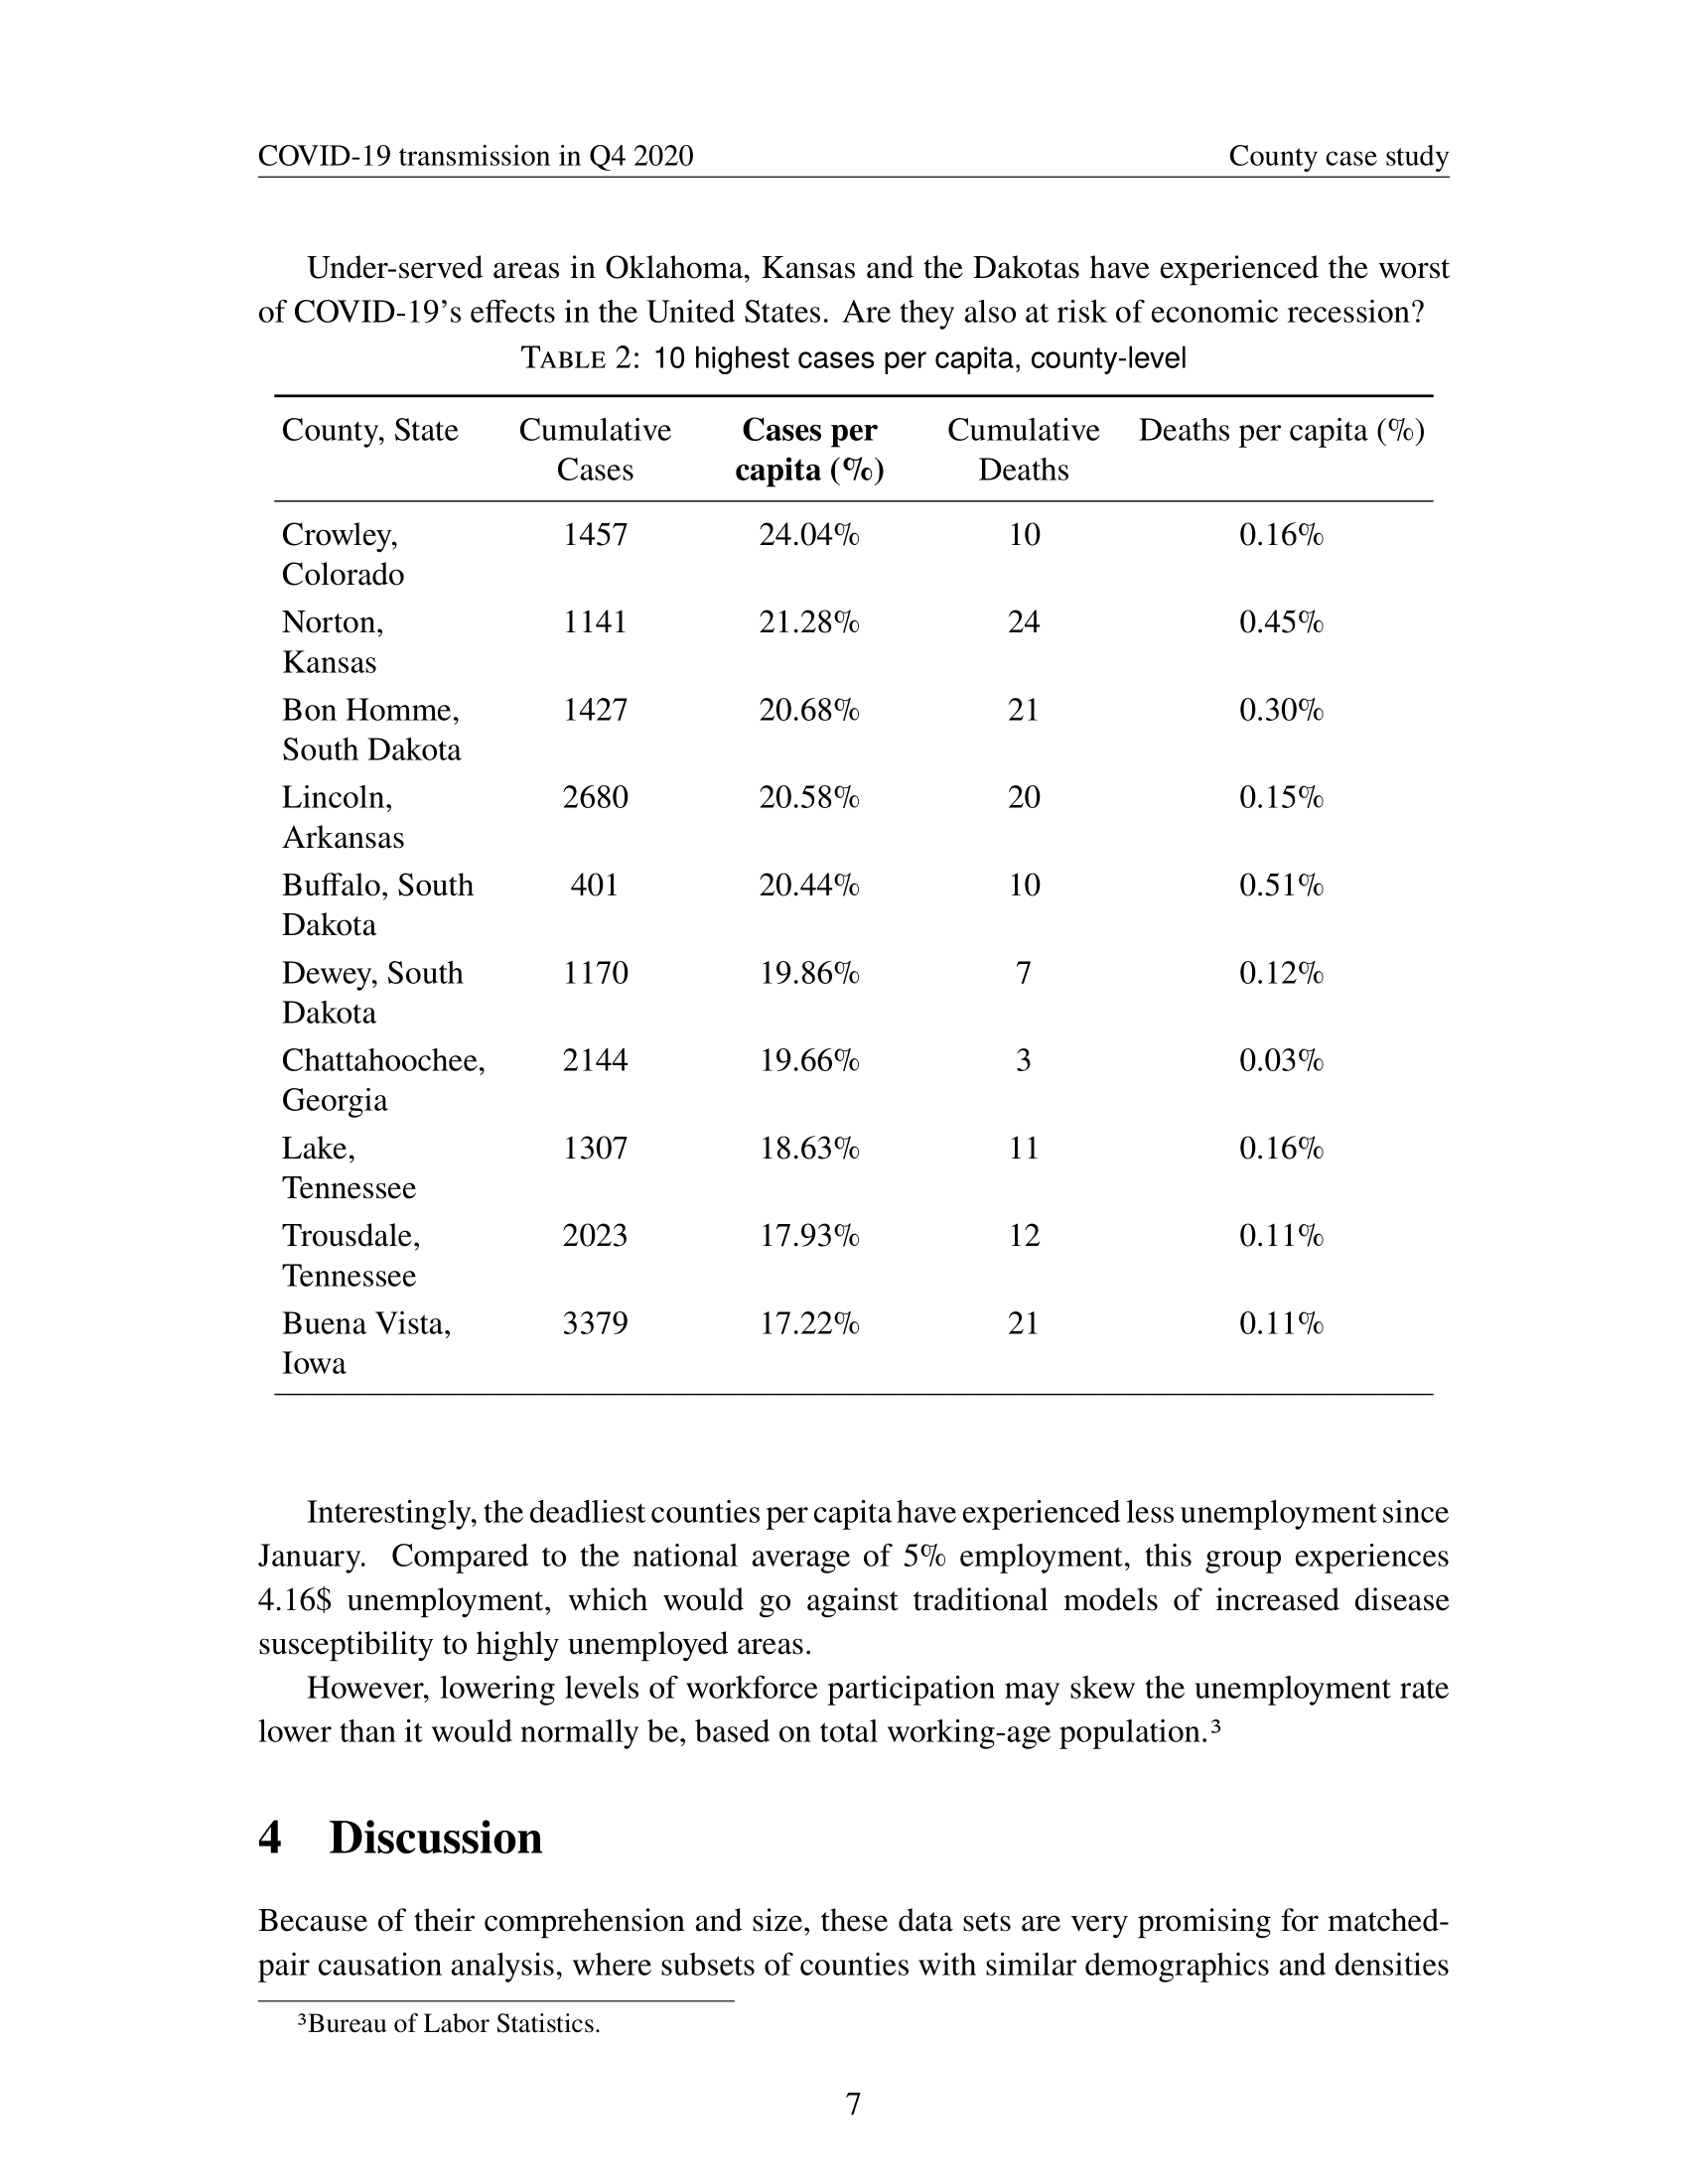 COVID-19 transmission in Q4 2020 County case study
Under-served areas in Oklahoma, Kansas and the Dakotas have experienced the worst
of COVID-19’s effects in the United States. Are they also at risk of economic recession?
TABLE 2: 10 highest cases per capita, county-level
County, State Cumulative Cases per Cumulative Deaths per capita (%)
Cases capita (%) Deaths
Crowley, 1457 24.04% 10 0.16%
Colorado
Norton, 1141 21.28% 24 0.45%
Kansas
Bon Homme, 1427 20.68% 21 0.30%
South Dakota
Lincoln, 2680 20.58% 20 0.15%
Arkansas
Buffalo, South 401 20.44% 10 0.51%
Dakota
Dewey, South 1170 19.86% 7 0.12%
Dakota
Chattahoochee, 2144 19.66% 3 0.03%
Georgia
Lake, 1307 18.63% 11 0.16%
Tennessee
Trousdale, 2023 17.93% 12 0.11%
Tennessee
Buena Vista, 3379 17.22% 21 0.11%
Iowa
Interestingly, the deadliest counties per capita have experienced less unemployment since
January. Compared to the national average of 5% employment, this group experiences
4.16$ unemployment, which would go against traditional models of increased disease
susceptibility to highly unemployed areas.
However, lowering levels of workforce participation may skew the unemployment rate
lower than it would normally be, based on total working-age population.³
4 Discussion
Because of their comprehension and size, these data sets are very promising for matched-
pair causation analysis, where subsets of counties with similar demographics and densities
³Bureau of Labor Statistics.
7